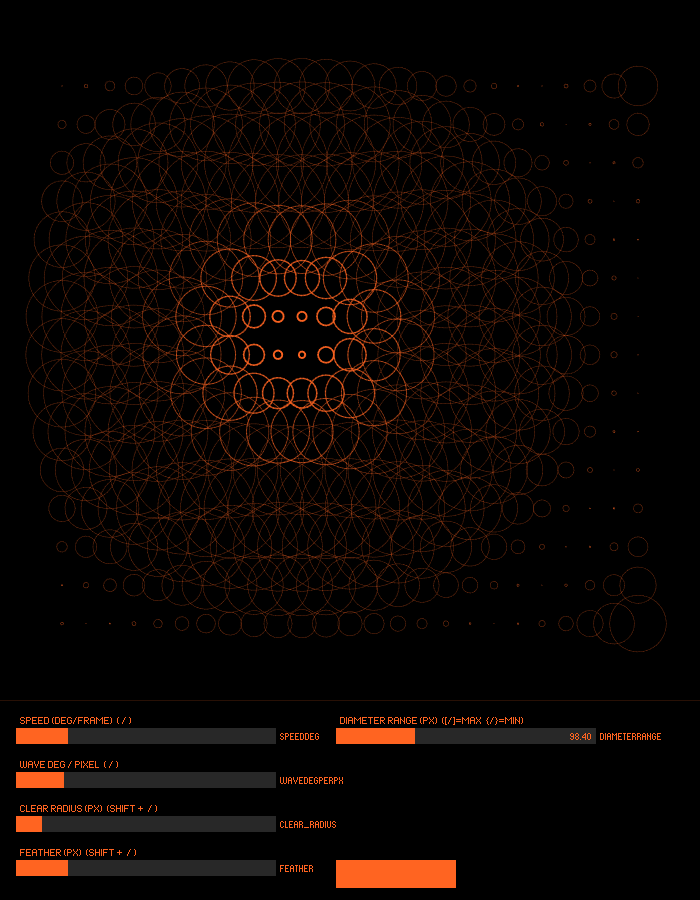 SPEED (DEG/FRAME) ( / )
SPEEDDEG
DIAMETER RANGE (PX) ([/]=MAX {/}=MIN)
98.40
DIAMETERRANGE
WAVE DEG / PIXEL ( / )
WAVEDEGPERPX
CLEAR RADIUS (PX) (SHIFT + / )
CLEAR_RADIUS
FEATHER (PX) (SHIFT + / )
FEATHER